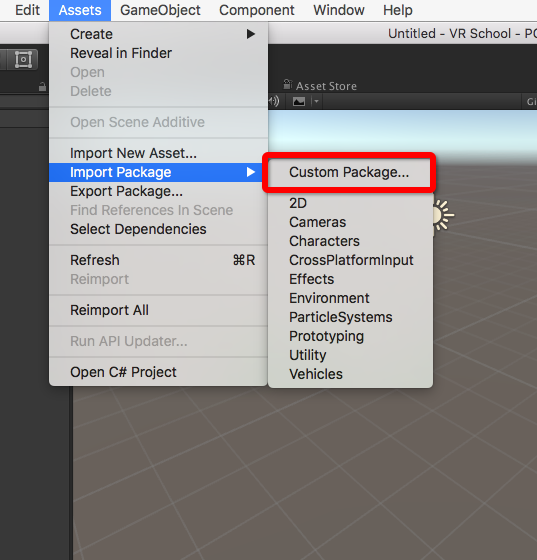 Edit Assets GameObject Component Window Help
Untitled - VR School - PC
Asset Store
Gi
Create
Reveal in Finder
Open
Delete
Open Scene Additive
Import New Asset...
Import Package
Export Package...
Find References In Scene
Select Dependencies
Refresh ⌘R
Reimport
Reimport All
Run API Updater...
Open C# Project
Custom Package...
2D
Cameras
Characters
CrossPlatformInput
Effects
Environment
ParticleSystems
Prototyping
Utility
Vehicles